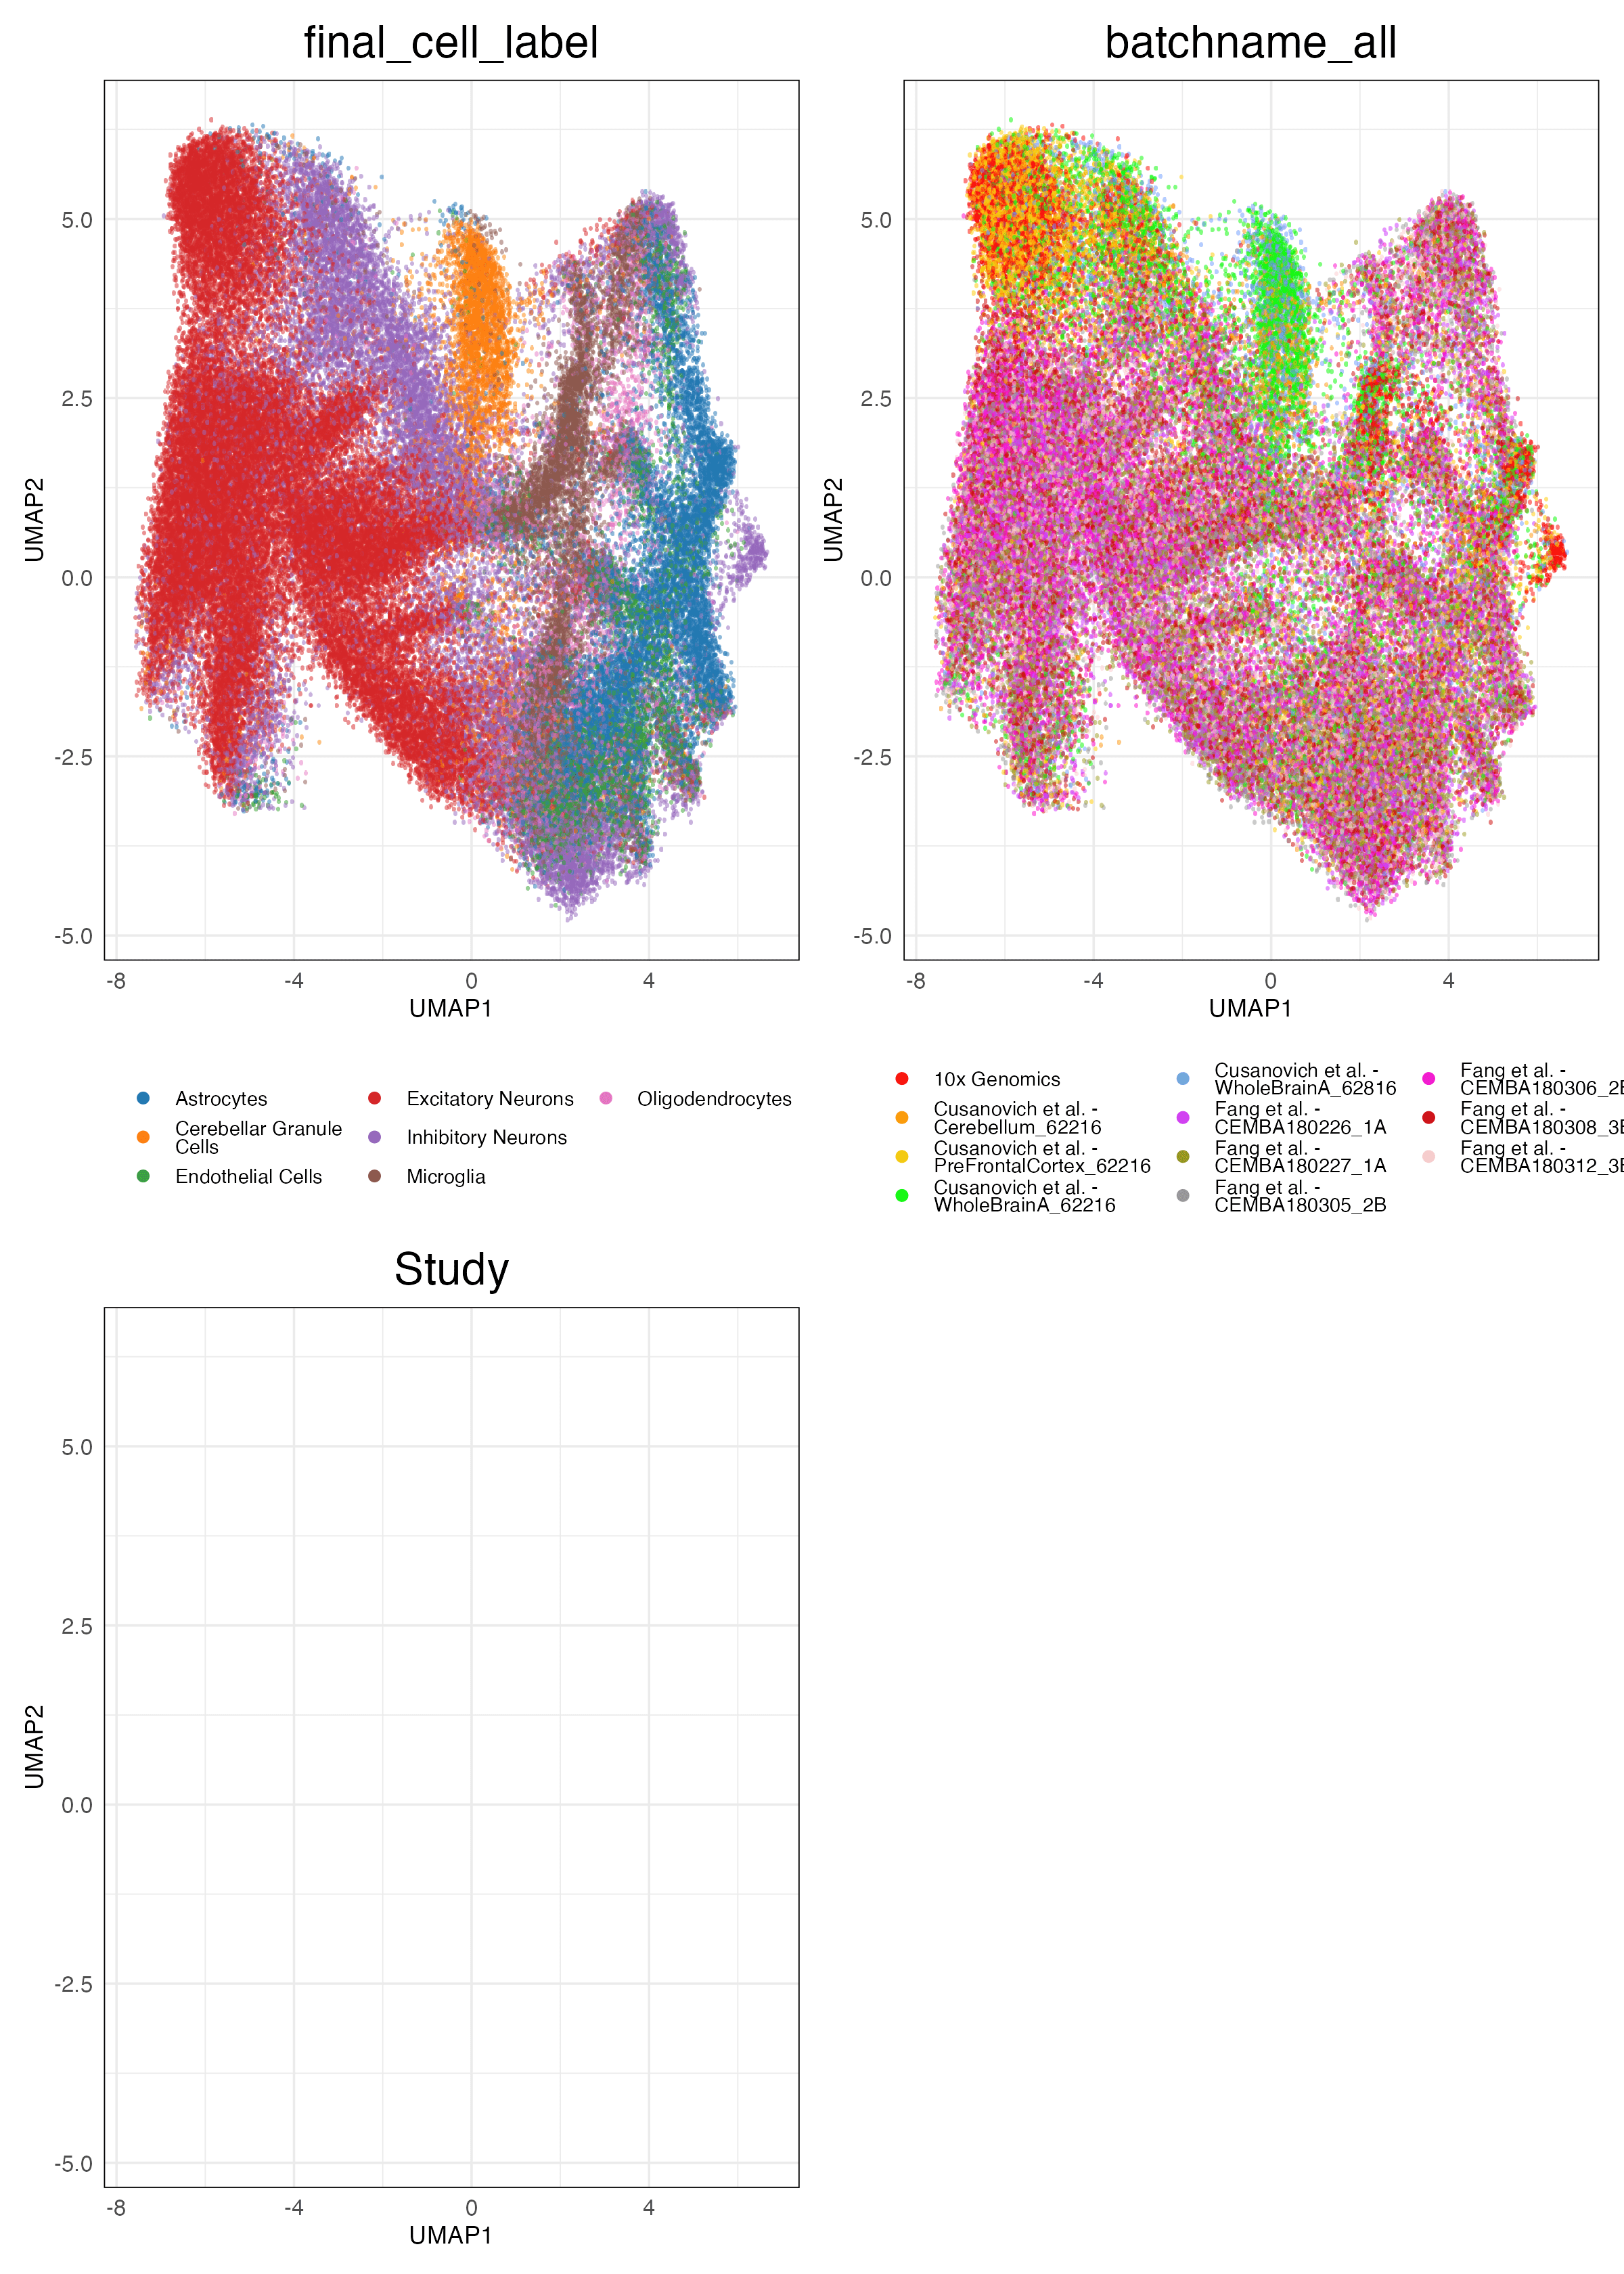 final_cell_label
batchname_all
5.0
2.5
0.0
-2.5
-5.0
UMAP2
-8
-4
0
4
UMAP1
5.0
2.5
0.0
-2.5
-5.0
UMAP2
-8
-4
0
4
UMAP1
Astrocytes
Cerebellar Granule
Cells
Endothelial Cells
Excitatory Neurons
Inhibitory Neurons
Microglia
Oligodendrocytes
10x Genomics
Cusanovich et al. -
Cerebellum_62216
Cusanovich et al. -
PreFrontalCortex_62216
Cusanovich et al. -
WholeBrainA_62216
Cusanovich et al. -
WholeBrainA_62816
Fang et al. -
CEMBA180226_1A
Fang et al. -
CEMBA180227_1A
Fang et al. -
CEMBA180305_2B
Fang et al. -
CEMBA180306_2
Fang et al. -
CEMBA180308_3
Fang et al. -
CEMBA180312_3
Study
5.0
2.5
0.0
-2.5
-5.0
UMAP2
-8
-4
0
4
UMAP1